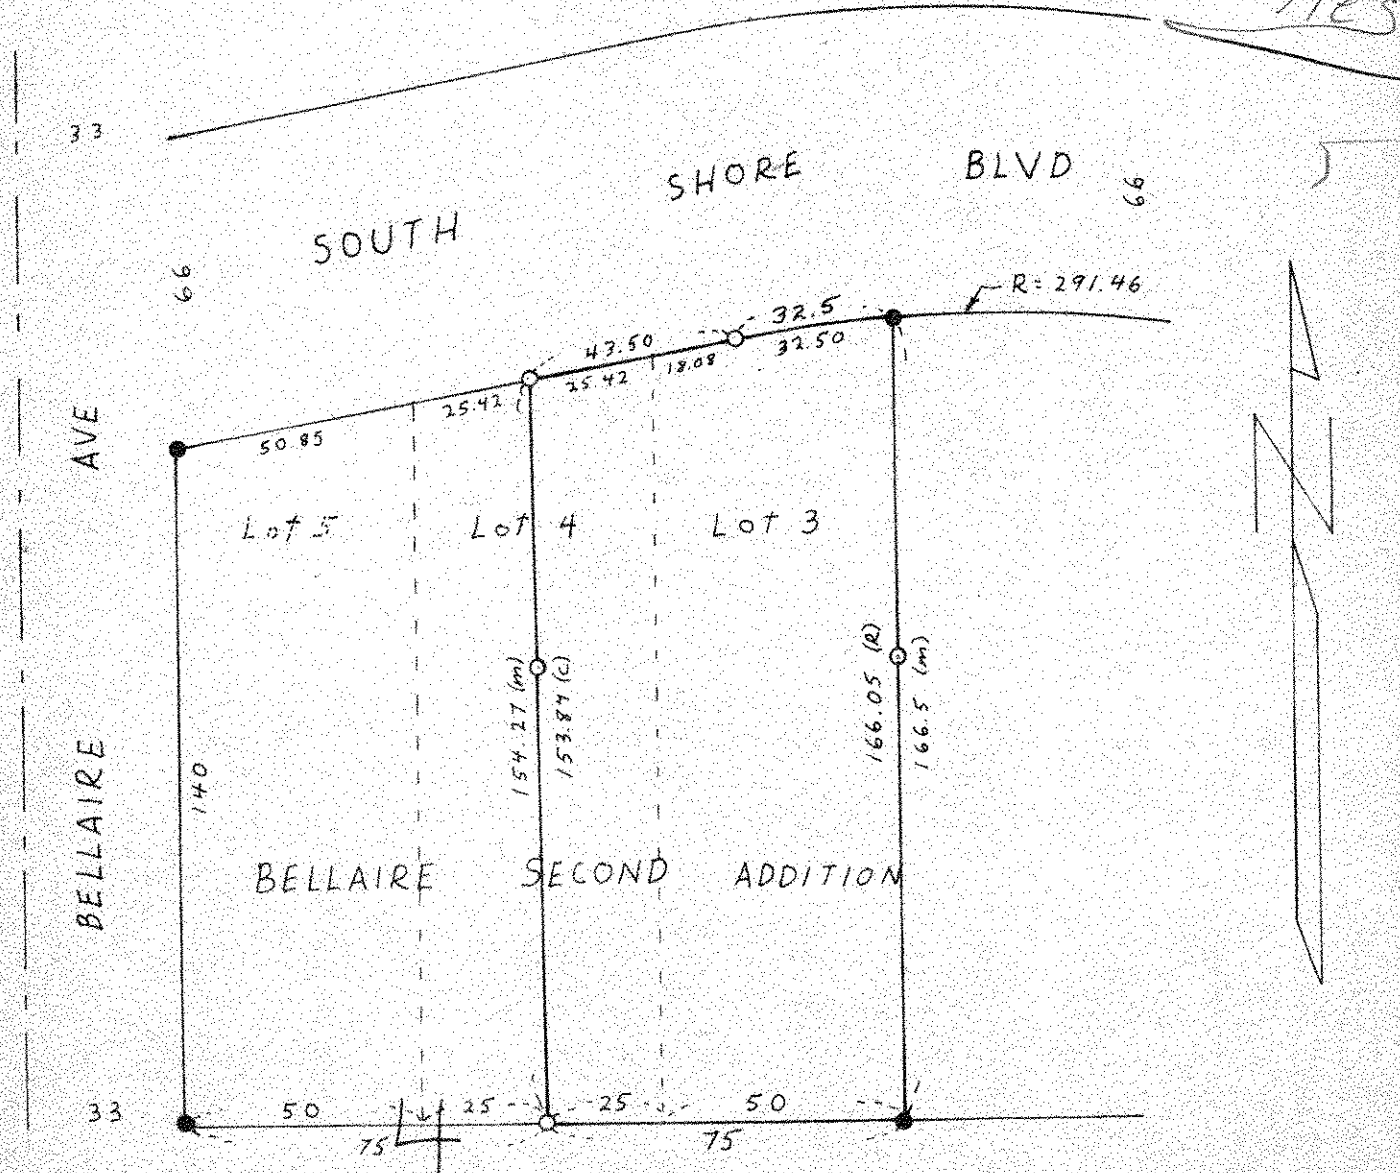 33
SOUTH SHORE BLVD
66
66
R= 291.46
32.5
43.50
32.50
18.08
25.42
25.42
50.85
AVE
Lot 5
Lot 4
Lot 3
N
154.27 (m)
153.84 (c)
166.05 (R)
166.5 (m)
140
BELLAIRE
BELLAIRE SECOND ADDITION
33
50
25
25
50
75
75